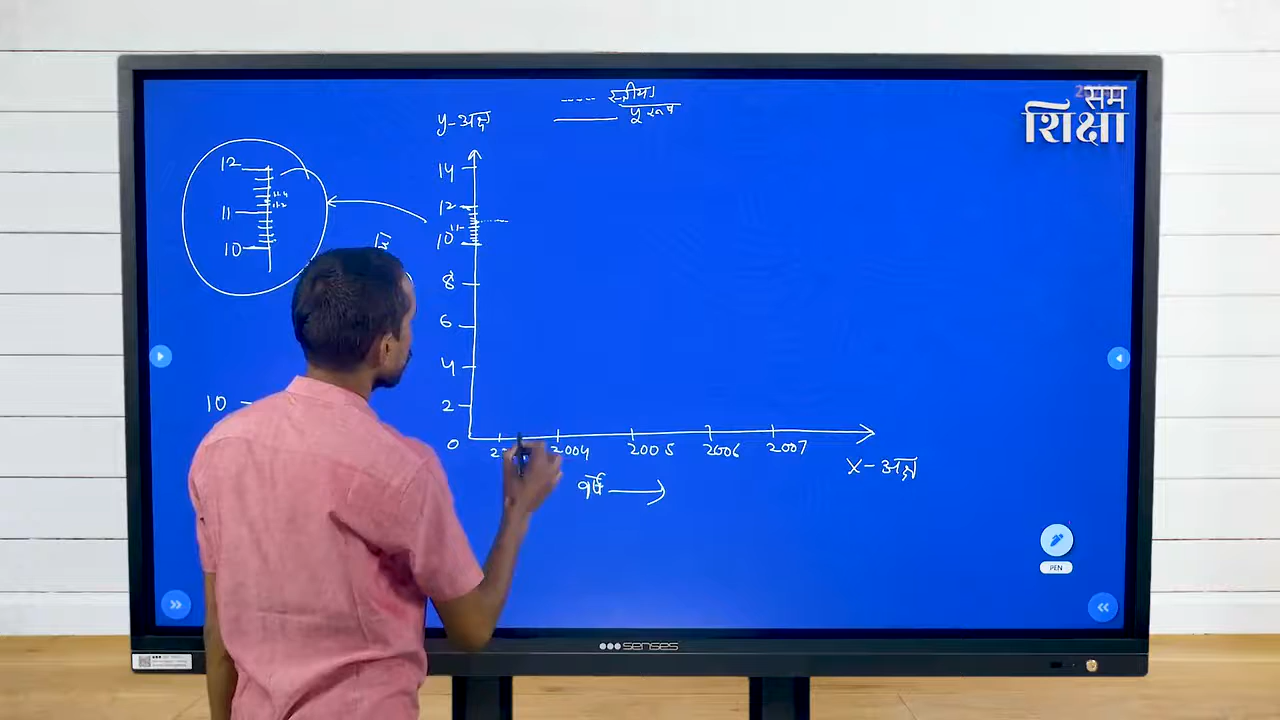 स्त्रीया
पुरूष
y-अक्ष
सम
शिक्षा
14
12
12
11
11
10
10
8
6
4
10
2
0
2004
2005
2006
2007
x-अक्ष
वर्ष
PEN
senses